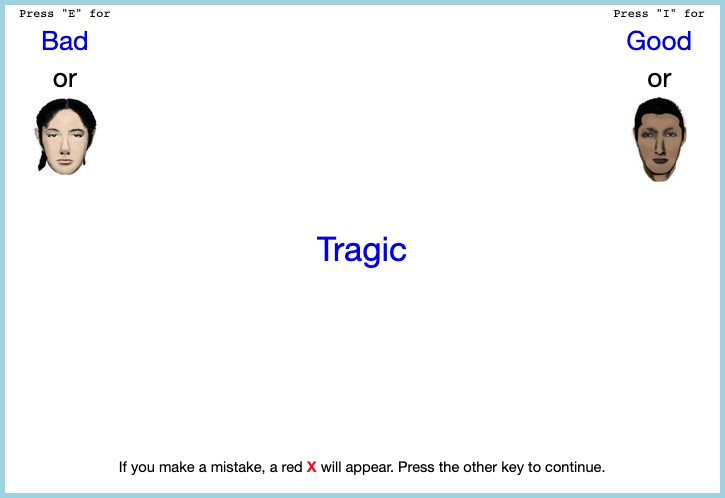 Press "E" for
Press "I" for
Bad
Good
or
or
Tragic
If you make a mistake, a red X will appear. Press the other key to continue.